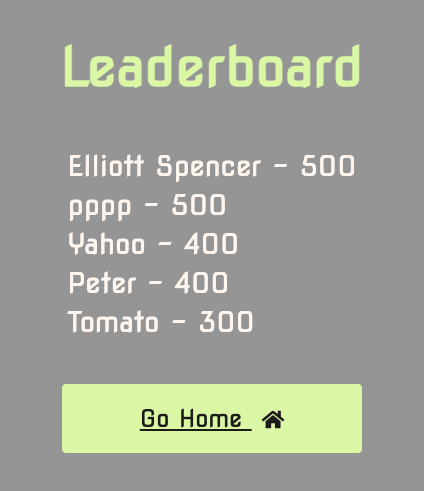 Leaderboard
Elliott Spencer - 500
pppp - 500
Yahoo - 400
Peter - 400
Tomato - 300
Go Home